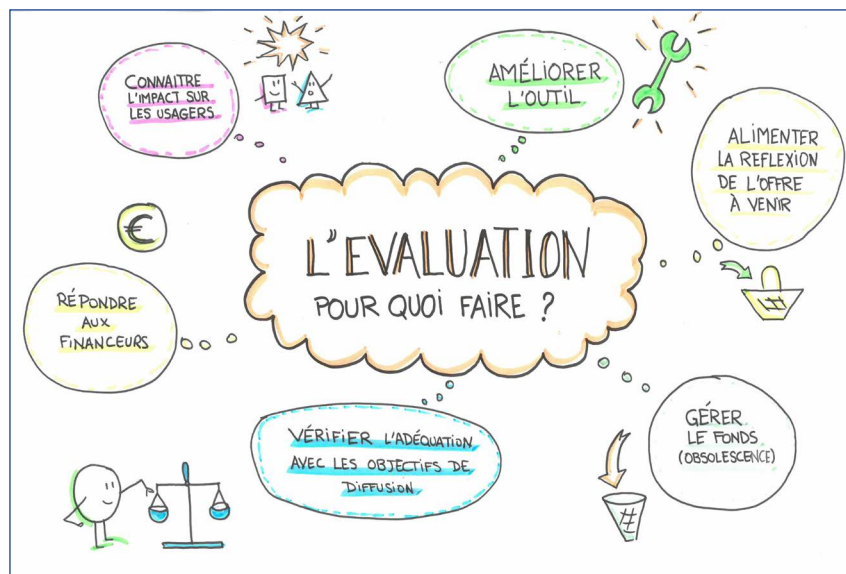 L'EVALUATION
POUR QUOI FAIRE ?
CONNAITRE
L'IMPACT SUR
LES USAGERS
AMÉLIORER
L'OUTIL
ALIMENTER
LA REFLEXION
DE L'OFFRE
À VENIR
€
RÉPONDRE
AUX
FINANCEURS
VÉRIFIER L'ADÉQUATION
AVEC LES OBJECTIFS DE
DIFFUSION
GÉRER
LE FONDS
(OBSOLESCENCE)